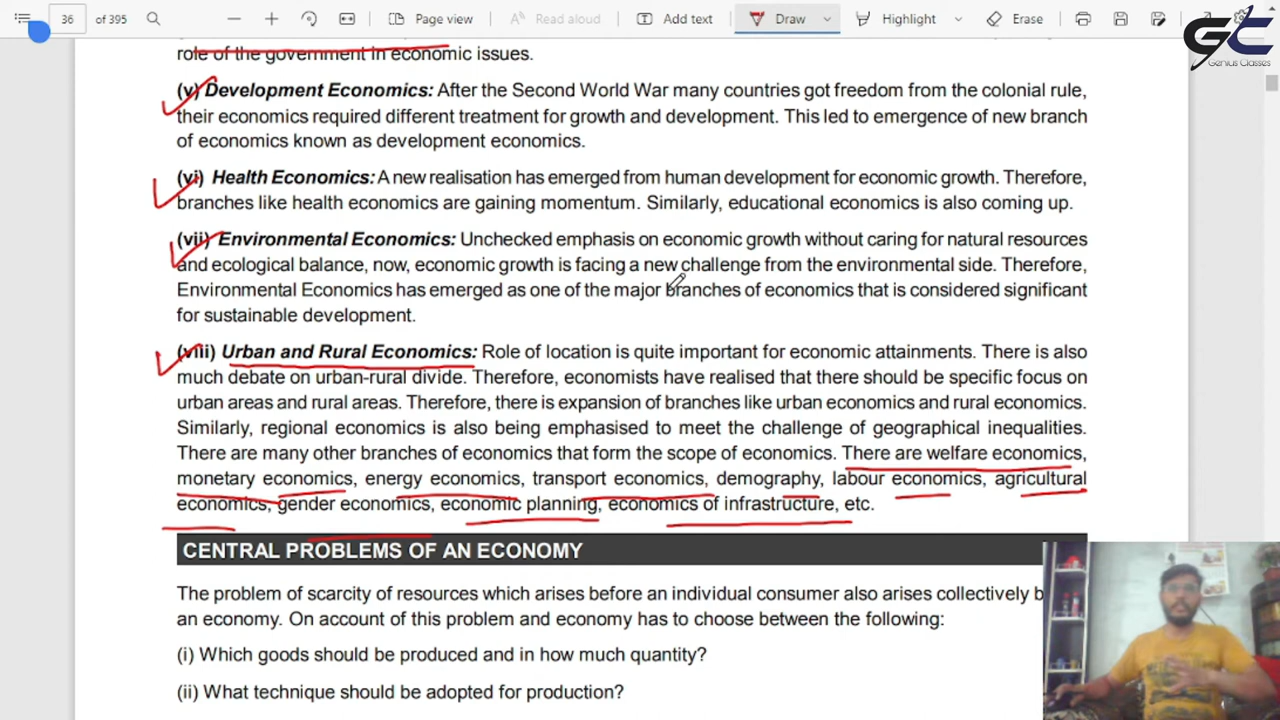 36 of 395 Page view Read aloud Add text Draw Highlight Erase
GC
Genius Classes
role of the government in economic issues.
(v) Development Economics: After the Second World War many countries got freedom from the colonial rule,
their economics required different treatment for growth and development. This led to emergence of new branch
of economics known as development economics.
(vi) Health Economics: A new realisation has emerged from human development for economic growth. Therefore,
branches like health economics are gaining momentum. Similarly, educational economics is also coming up.
(vii) Environmental Economics: Unchecked emphasis on economic growth without caring for natural resources
and ecological balance, now, economic growth is facing a new challenge from the environmental side. Therefore,
Environmental Economics has emerged as one of the major branches of economics that is considered significant
for sustainable development.
(viii) Urban and Rural Economics: Role of location is quite important for economic attainments. There is also
much debate on urban-rural divide. Therefore, economists have realised that there should be specific focus on
urban areas and rural areas. Therefore, there is expansion of branches like urban economics and rural economics.
Similarly, regional economics is also being emphasised to meet the challenge of geographical inequalities.
There are many other branches of economics that form the scope of economics. There are welfare economics,
monetary economics, energy economics, transport economics, demography, labour economics, agricultural
economics, gender economics, economic planning, economics of infrastructure, etc.
CENTRAL PROBLEMS OF AN ECONOMY
The problem of scarcity of resources which arises before an individual consumer also arises collectively
an economy. On account of this problem and economy has to choose between the following:
(i) Which goods should be produced and in how much quantity?
(ii) What technique should be adopted for production?